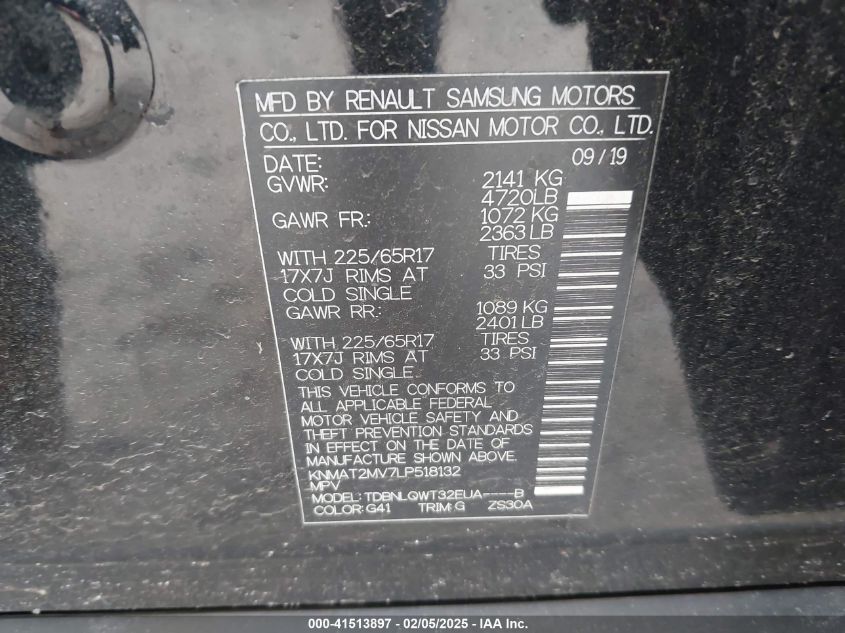 MFD BY RENAULT SAMSUNG MOTORS
CO., LTD. FOR NISSAN MOTOR CO., LTD.
DATE: 09/19
GVWR: 2141 KG
4720LB
GAWR FR.: 1072 KG
2363LB
WITH 225/65R17 TIRES
17X7J RIMS AT 33 PSI
COLD SINGLE
GAWR RR.: 1089 KG
2401LB
WITH 225/65R17 TIRES
17X7J RIMS AT 33 PSI
COLD SINGLE
THIS VEHICLE CONFORMS TO
ALL APPLICABLE FEDERAL
MOTOR VEHICLE SAFETY AND
THEFT PREVENTION STANDARDS
IN EFFECT ON THE DATE OF
MANUFACTURE SHOWN ABOVE.
KNMAT2MV7LP518132
MPV
MODEL: TDBNLQWT32EUA-----B
COLOR: G41 TRIM: G ZS30A
000-41513897 - 02/05/2025 - IAA Inc.